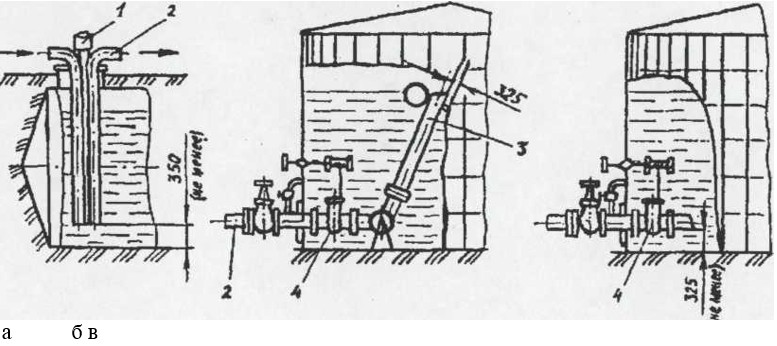 1 2
350
(не менее)
2 4 325 3
4 325
не менее)
а б в